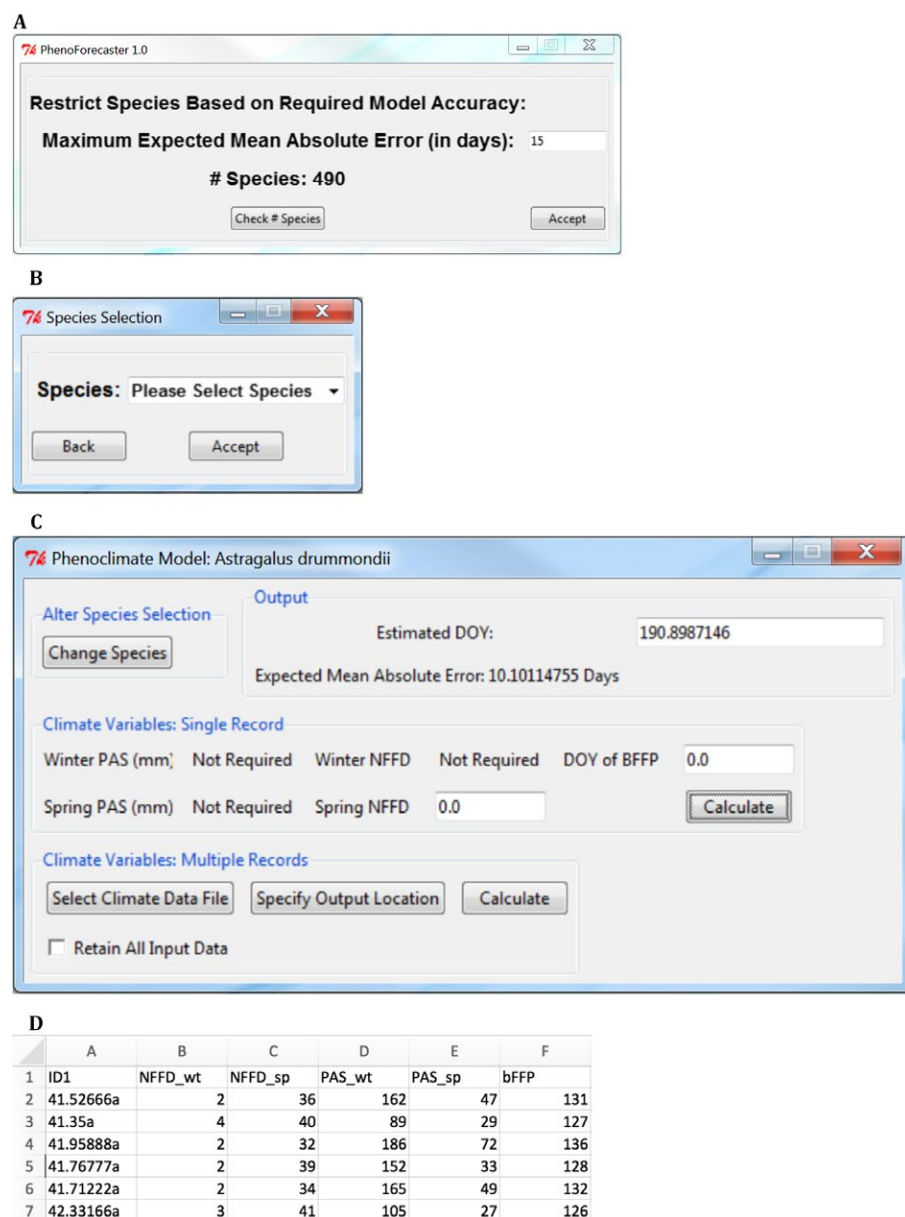 A
PhenoForecaster 1.0
Restrict Species Based on Required Model Accuracy:
Maximum Expected Mean Absolute Error (in days): 15
# Species: 490
Check # Species Accept
B
Species Selection
Species: Please Select Species
Back Accept
C
Phenoclimate Model: Astragalus drummondii
Output
Alter Species Selection
Estimated DOY: 190.8987146
Change Species
Expected Mean Absolute Error: 10.10114755 Days
Climate Variables: Single Record
Winter PAS (mm) Not Required Winter NFFD Not Required DOY of BFFP 0.0
Spring PAS (mm) Not Required Spring NFFD 0.0 Calculate
Climate Variables: Multiple Records
Select Climate Data File Specify Output Location Calculate
Retain All Input Data
D
A B C D E F
1 ID1 NFFD_wt NFFD_sp PAS_wt PAS_sp bFFP
2 41.52666a 2 36 162 47 131
3 41.35a 4 40 89 29 127
4 41.95888a 2 32 186 72 136
5 41.76777a 2 39 152 33 128
6 41.71222a 2 34 165 49 132
7 42.33166a 3 41 105 27 126